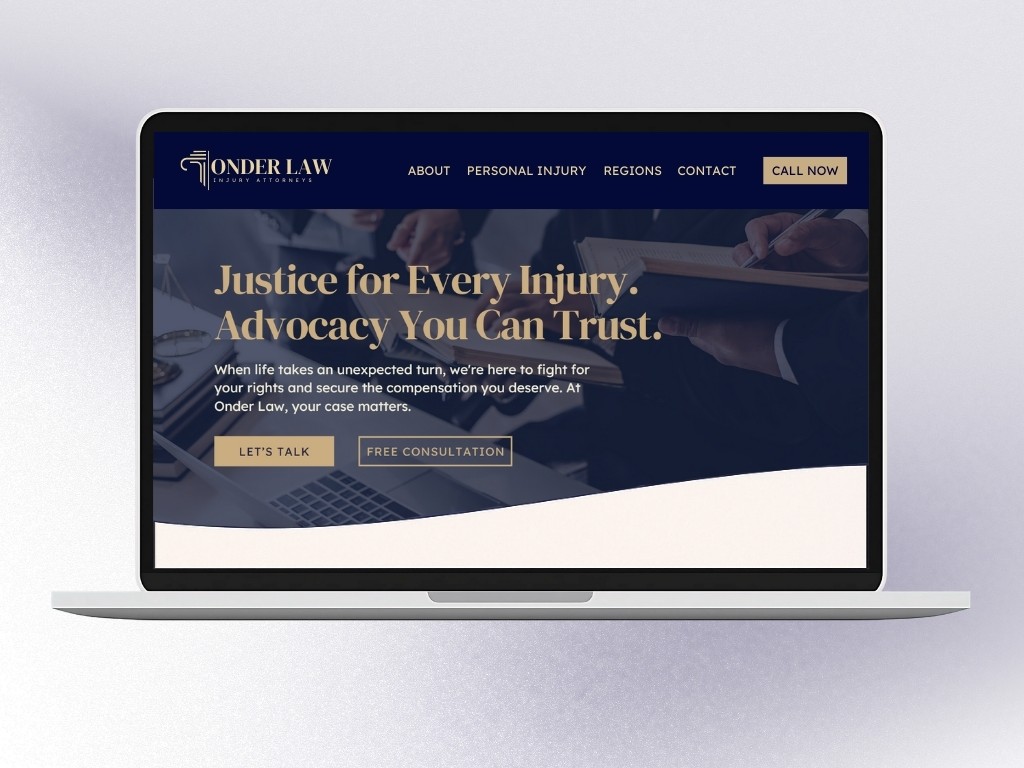 ONDER LAW
INJURY ATTORNEYS
ABOUT PERSONAL INJURY REGIONS CONTACT CALL NOW
Justice for Every Injury.
Advocacy You Can Trust.
When life takes an unexpected turn, we're here to fight for
your rights and secure the compensation you deserve. At
Onder Law, your case matters.
LET'S TALK FREE CONSULTATION